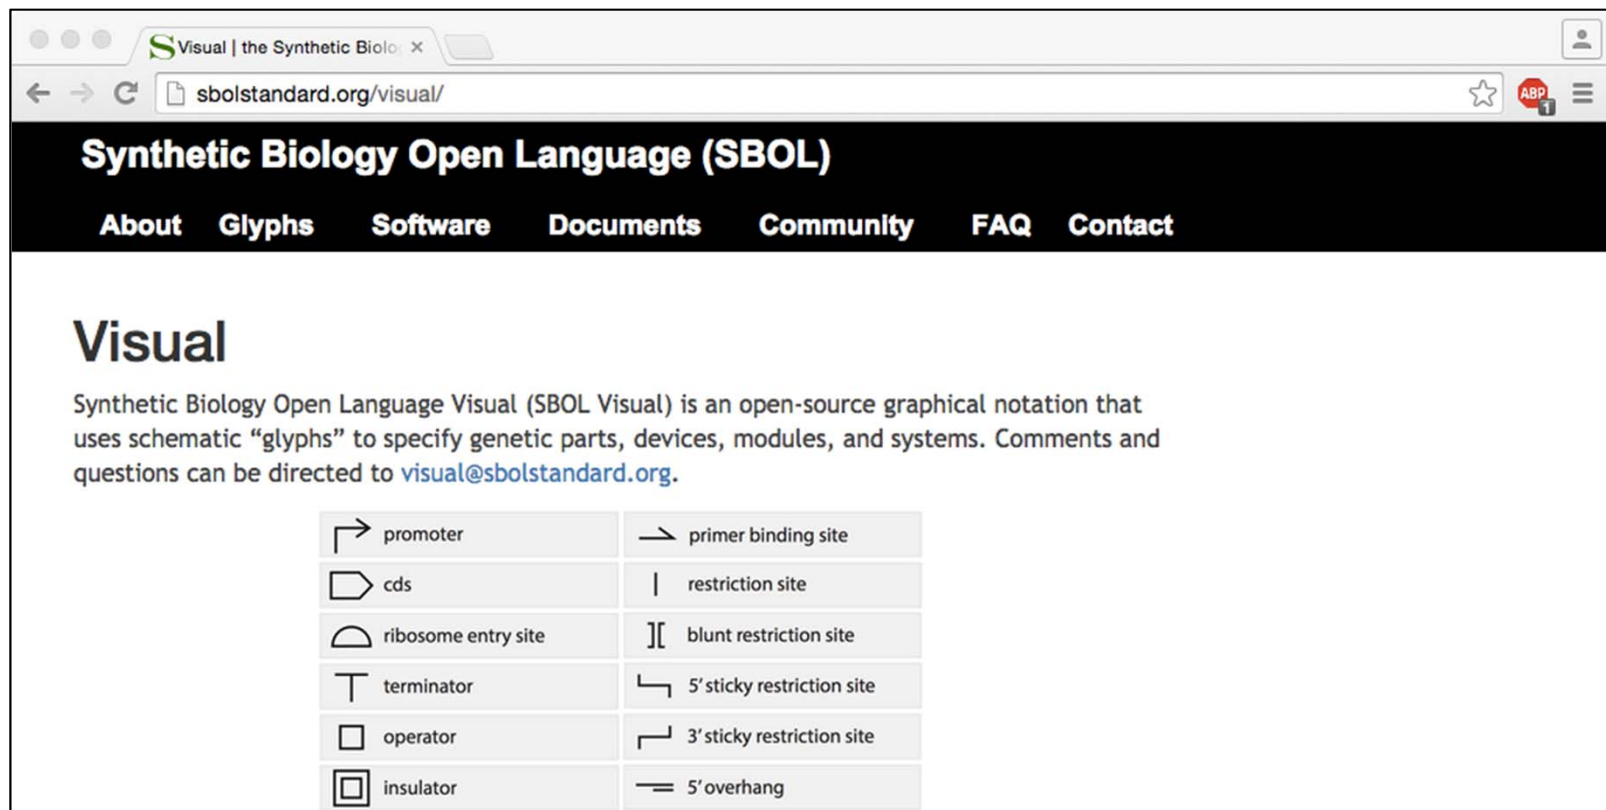 Visual | the Synthetic Biolo
sbolstandard.org/visual/
ABP
1
Synthetic Biology Open Language (SBOL)
About Glyphs Software Documents Community FAQ Contact
Visual
Synthetic Biology Open Language Visual (SBOL Visual) is an open-source graphical notation that
uses schematic “glyphs” to specify genetic parts, devices, modules, and systems. Comments and
questions can be directed to visual@sbolstandard.org.
promoter primer binding site
cds restriction site
ribosome entry site blunt restriction site
terminator 5’ sticky restriction site
operator 3’ sticky restriction site
insulator 5’ overhang